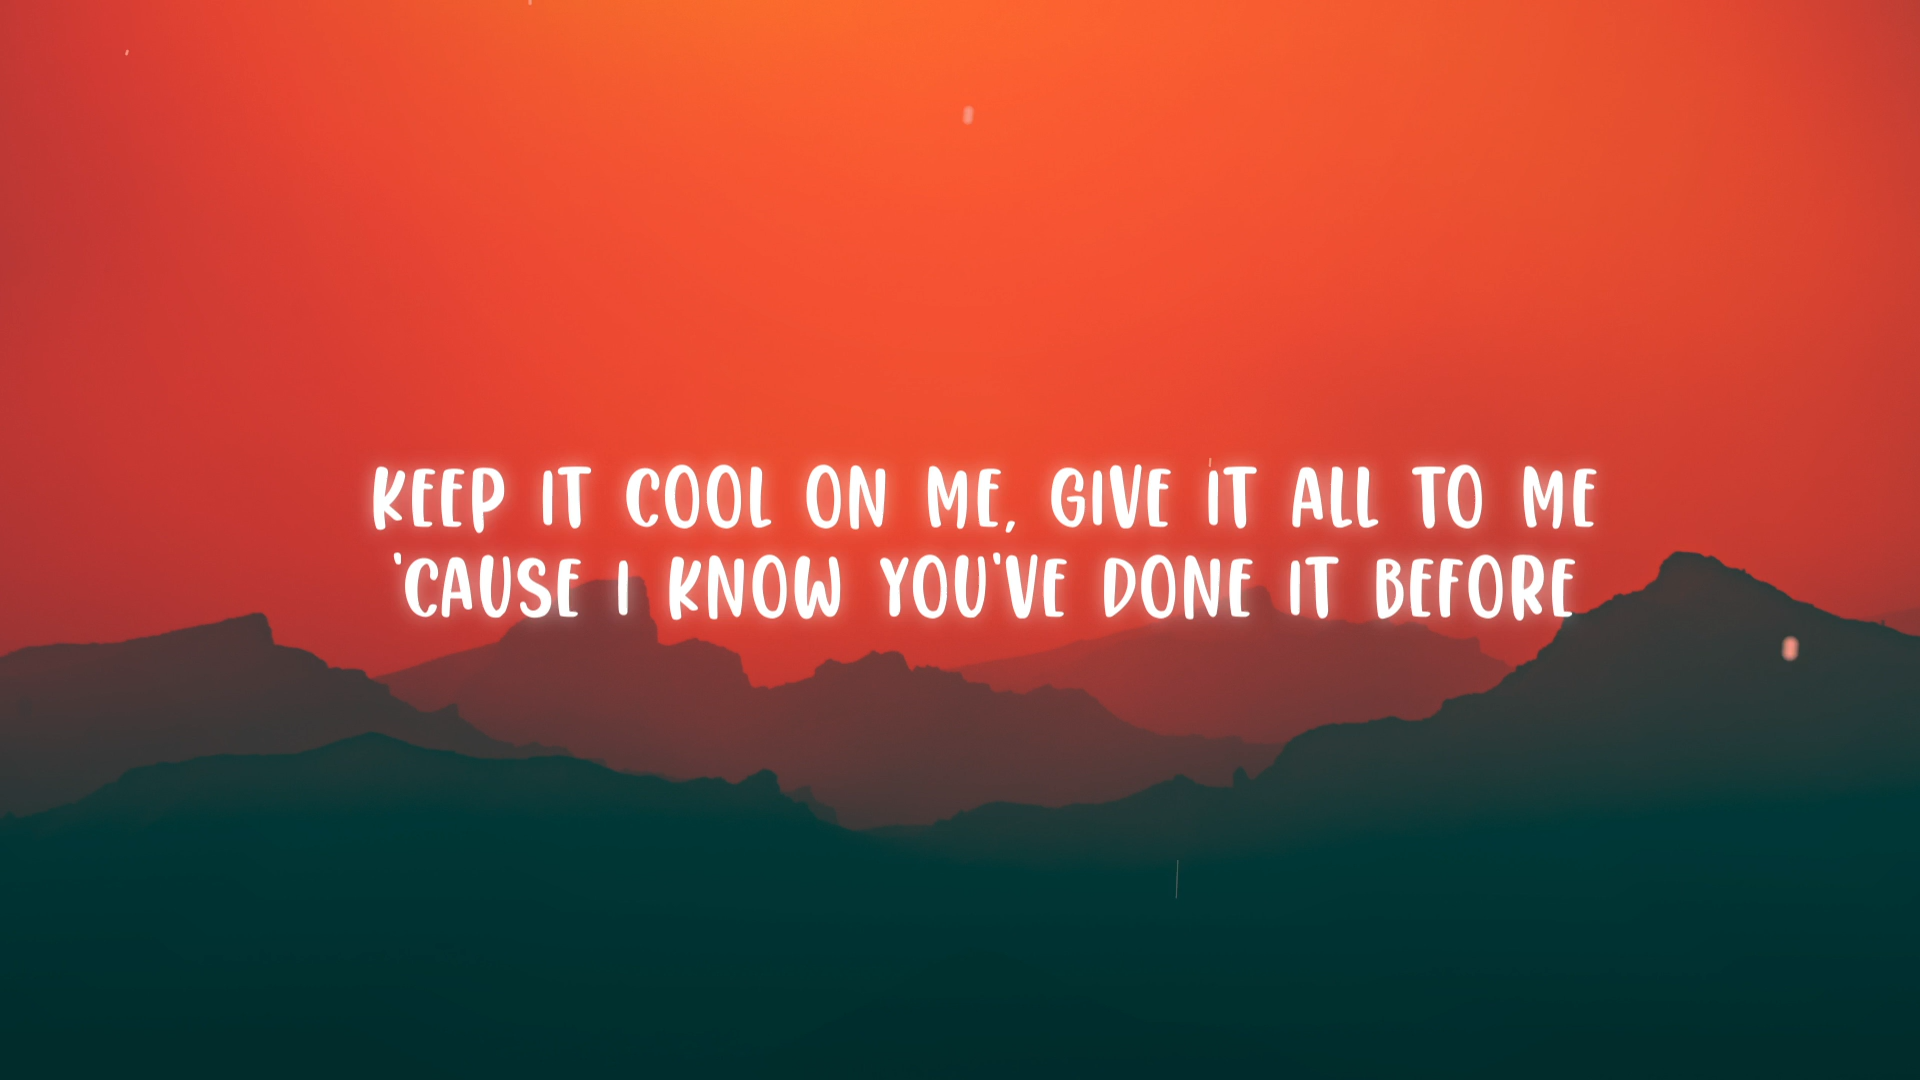 KEEP IT COOL ON ME, GIVE IT ALL TO ME
'CAUSE I KNOW YOU'VE DONE IT BEFORE